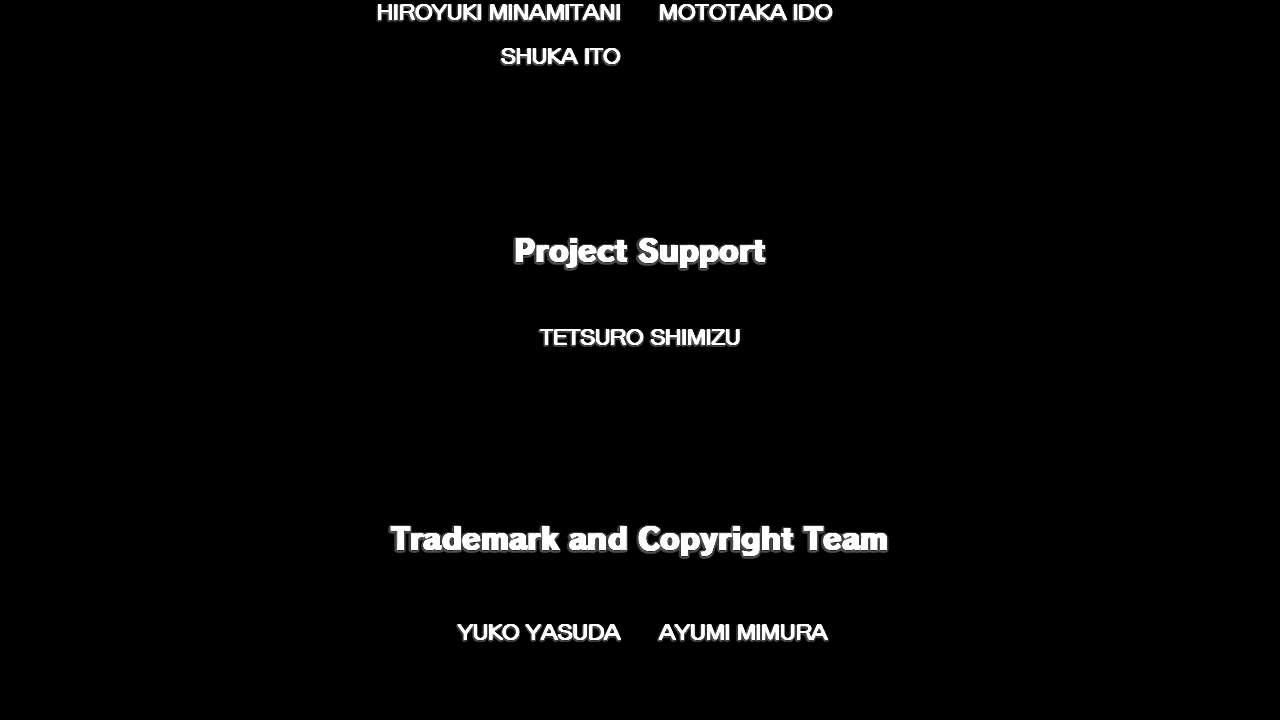 HIROYUKI MINAMITANI MOTOTAKA IDO
SHUKA ITO
Project Support
TETSURO SHIMIZU
Trademark and Copyright Team
YUKO YASUDA AYUMI MIMURA